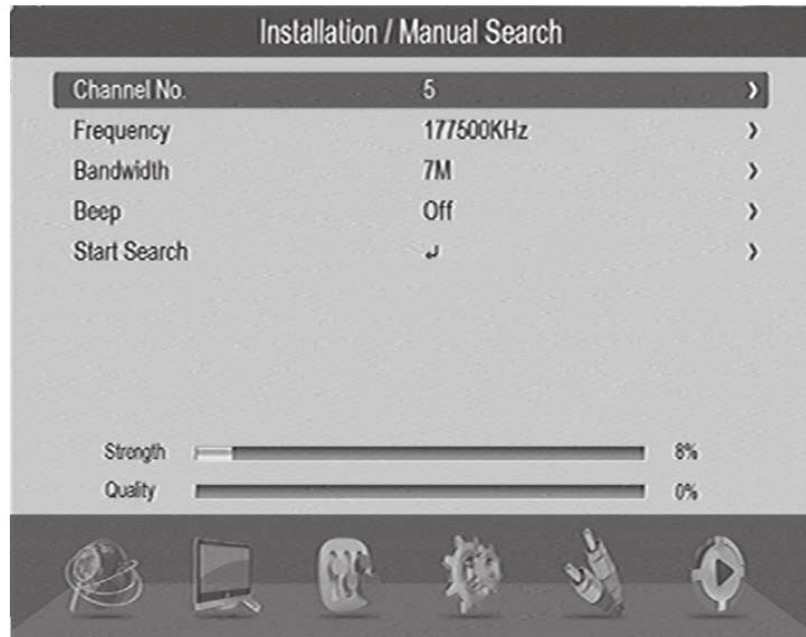 Installation / Manual Search
Channel No. 5
Frequency 177500KHz
Bandwidth 7M
Beep Off
Start Search
Strength 8%
Quality 0%